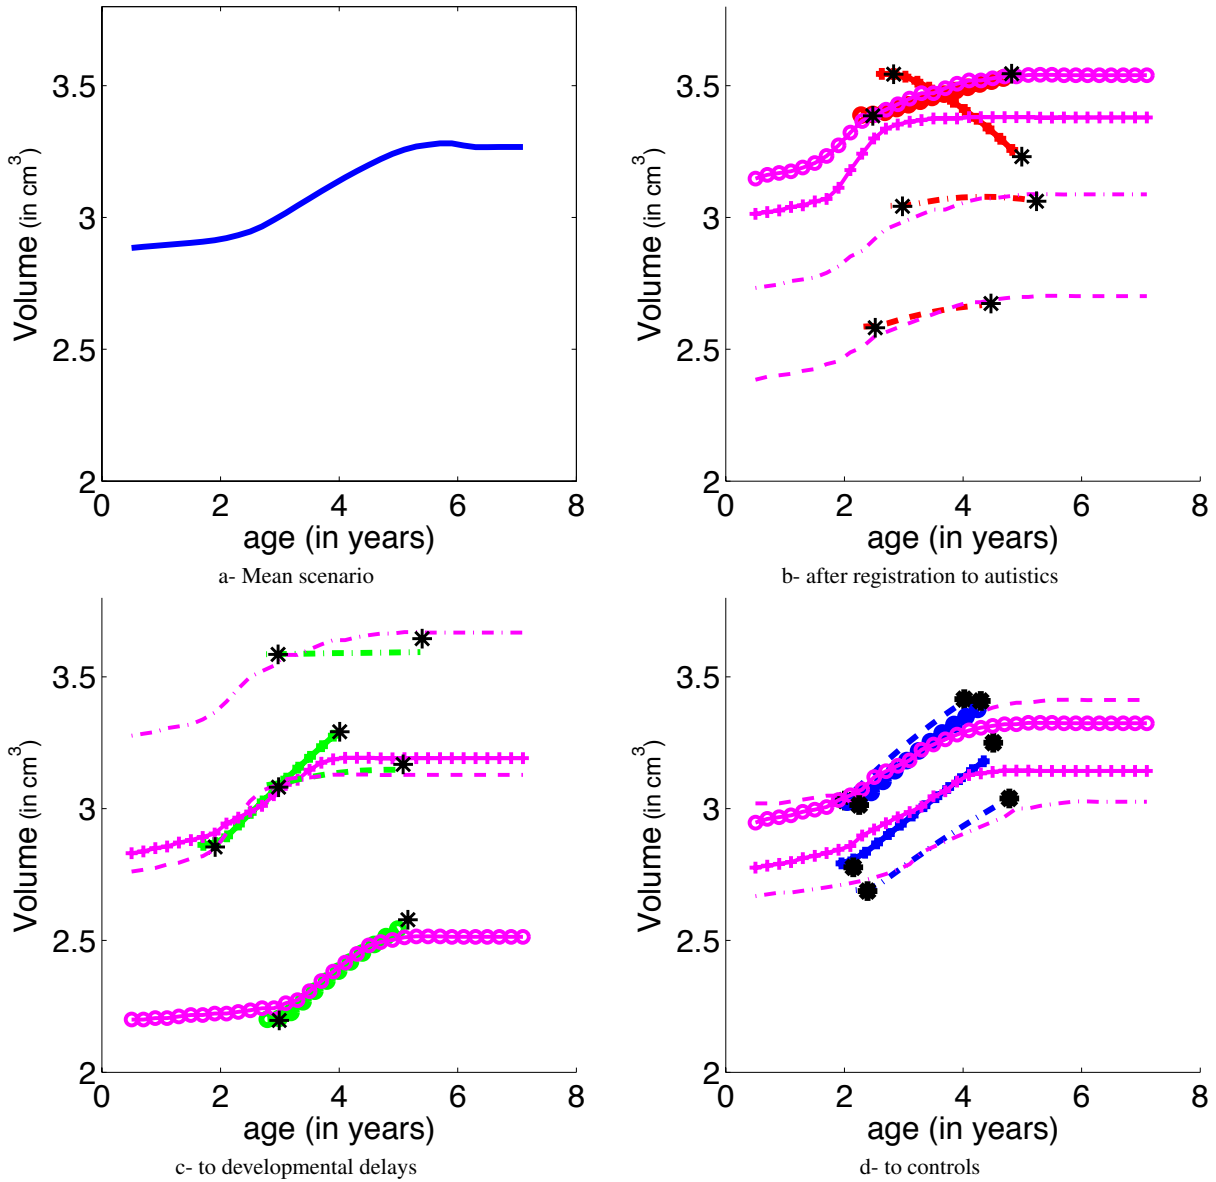 3.5
3
2.5
2
0 2 4 6 8
Volume (in cm³)
age (in years)
a- Mean scenario
3.5
3
2.5
2
0 2 4 6 8
Volume (in cm³)
age (in years)
b- after registration to autistics
3.5
3
2.5
2
0 2 4 6 8
Volume (in cm³)
age (in years)
c- to developmental delays
3.5
3
2.5
2
0 2 4 6 8
Volume (in cm³)
age (in years)
d- to controls